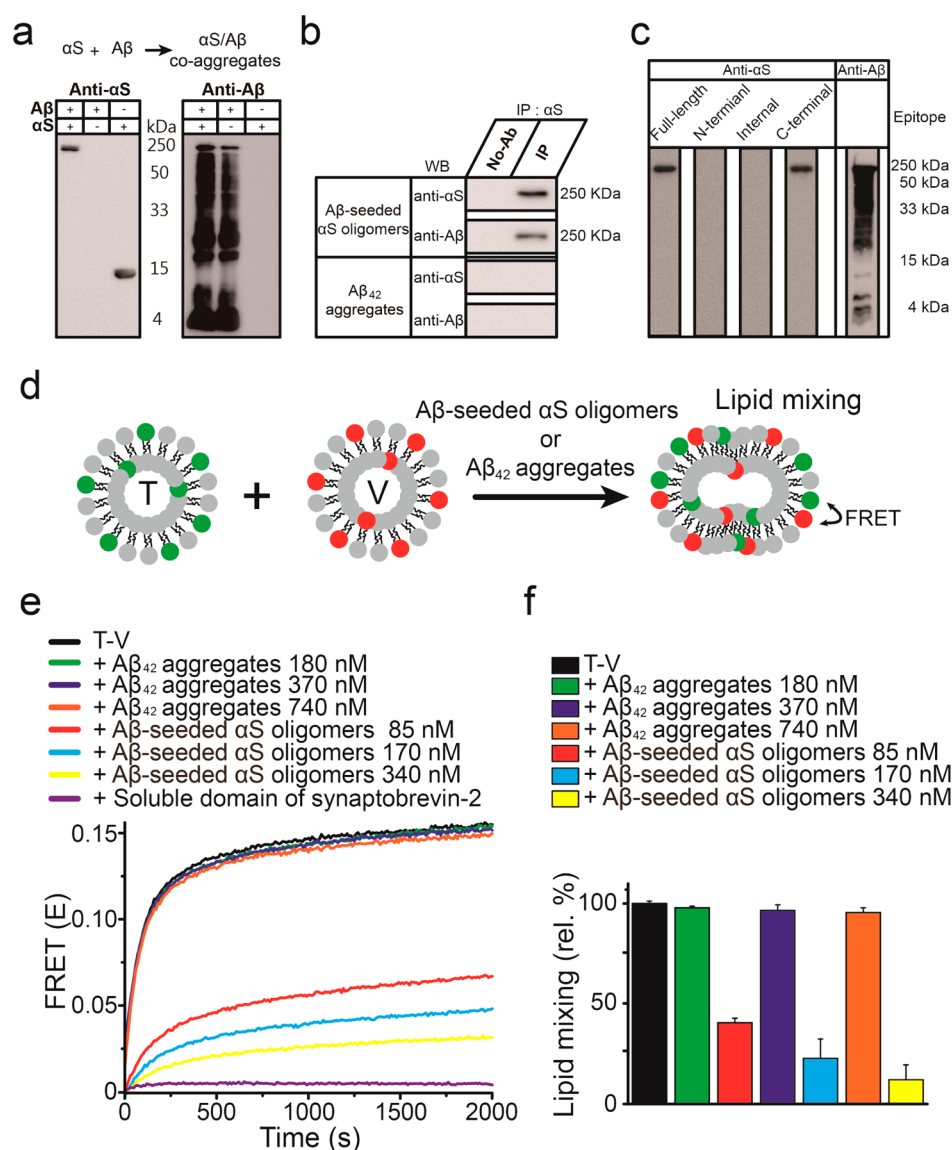 a
αS + Aβ → αS/Aβ
co-aggregates
Anti-αS Anti-Aβ
Aβ + + - + + -
αS + - + kDa + - +
250
50
33
15
4
b
IP : αS
No-Ab IP
WB
Aβ-seeded
αS oligomers
anti-αS 250 KDa
anti-Aβ 250 KDa
Aβ42
aggregates
anti-αS
anti-Aβ
c
Anti-αS Anti-Aβ
Full-length N-termianl Internal C-terminal Epitope
250 kDa
50 kDa
33 kDa
15 kDa
4 kDa
d
T + V
Aβ-seeded αS oligomers
or
Aβ42 aggregates
Lipid mixing
FRET
e
T-V
+ Aβ42 aggregates 180 nM
+ Aβ42 aggregates 370 nM
+ Aβ42 aggregates 740 nM
+ Aβ-seeded αS oligomers 85 nM
+ Aβ-seeded αS oligomers 170 nM
+ Aβ-seeded αS oligomers 340 nM
+ Soluble domain of synaptobrevin-2
FRET (E)
0.15
0.10
0.05
0
0 500 1000 1500 2000
Time (s)
f
T-V
+ Aβ42 aggregates 180 nM
+ Aβ42 aggregates 370 nM
+ Aβ42 aggregates 740 nM
+ Aβ-seeded αS oligomers 85 nM
+ Aβ-seeded αS oligomers 170 nM
+ Aβ-seeded αS oligomers 340 nM
Lipid mixing (rel. %)
100
50
0